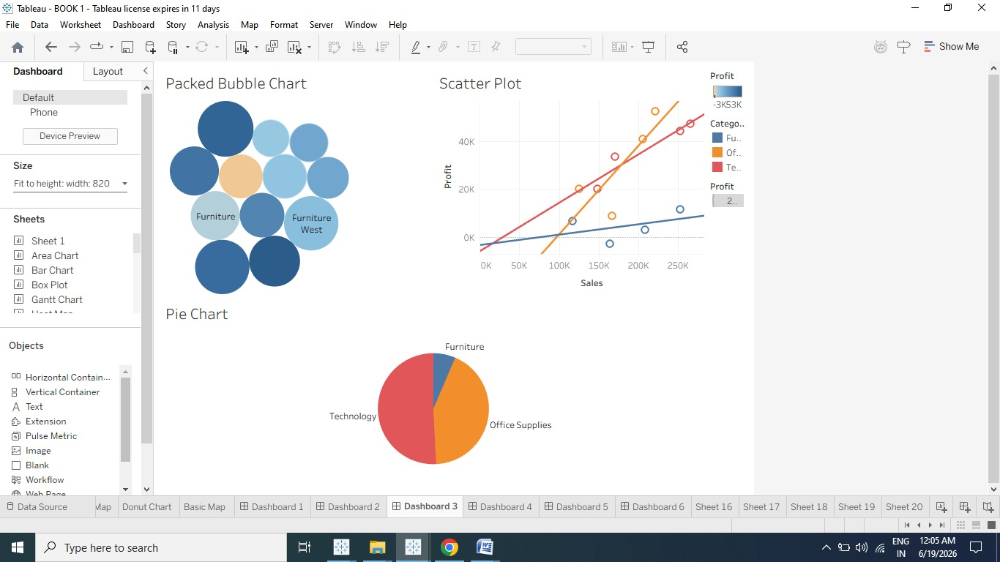 Tableau - BOOK 1 - Tableau license expires in 11 days
File Data Worksheet Dashboard Story Analysis Map Format Server Window Help
Show Me
Dashboard Layout
Default
Phone
Device Preview
Size
Fit to height: width: 820
Sheets
Sheet 1
Area Chart
Bar Chart
Box Plot
Gantt Chart
Objects
Horizontal Contain...
Vertical Container
Text
Extension
Pulse Metric
Image
Blank
Workflow
Web Page
Packed Bubble Chart
Furniture
Furniture
West
Scatter Plot
Profit
40K
20K
0K
0K 50K 100K 150K 200K 250K
Sales
Profit
-3K53K
Catego..
Fu..
Of..
Te..
Profit
2..
Pie Chart
Furniture
Technology
Office Supplies
Data Source Map Donut Chart Basic Map Dashboard 1 Dashboard 2 Dashboard 3 Dashboard 4 Dashboard 5 Dashboard 6 Sheet 16 Sheet 17 Sheet 18 Sheet 19 Sheet 20
Type here to search
ENG
IN
12:05 AM
6/19/2026